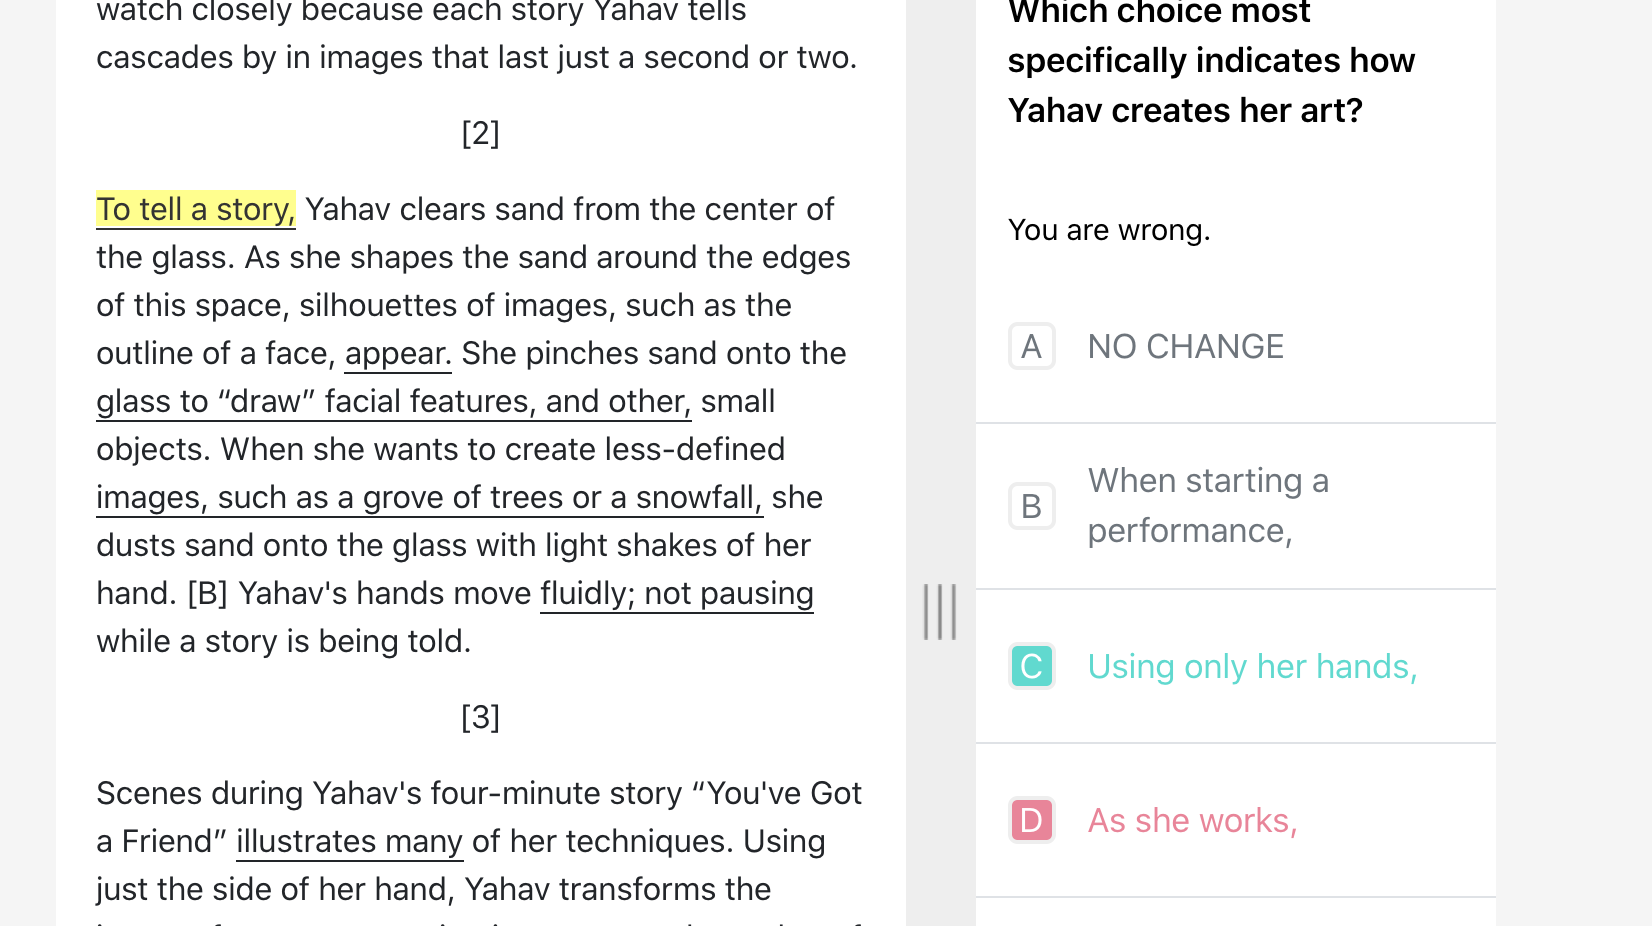 watch closely because each story Yahav tells
cascades by in images that last just a second or two.
[2]
To tell a story, Yahav clears sand from the center of
the glass. As she shapes the sand around the edges
of this space, silhouettes of images, such as the
outline of a face, appear. She pinches sand onto the
glass to “draw” facial features, and other, small
objects. When she wants to create less-defined
images, such as a grove of trees or a snowfall, she
dusts sand onto the glass with light shakes of her
hand. [B] Yahav's hands move fluidly; not pausing
while a story is being told.
[3]
Scenes during Yahav's four-minute story “You've Got
a Friend” illustrates many of her techniques. Using
just the side of her hand, Yahav transforms the
Which choice most
specifically indicates how
Yahav creates her art?
You are wrong.
A NO CHANGE
B When starting a
performance,
C Using only her hands,
D As she works,